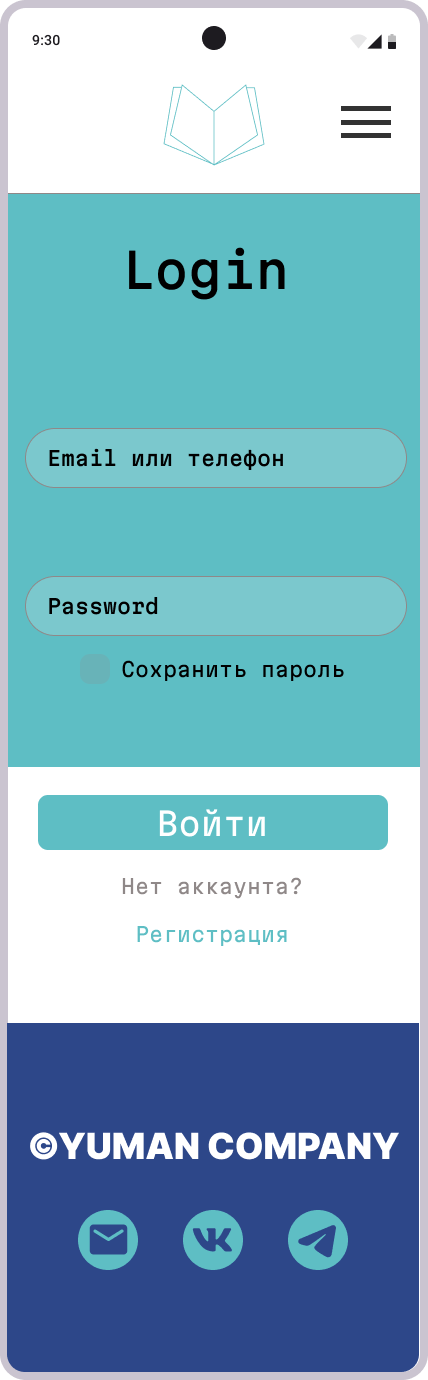 9:30
Login
Email или телефон
Password
Сохранить пароль
Войти
Нет аккаунта?
Регистрация
©YUMAN COMPANY